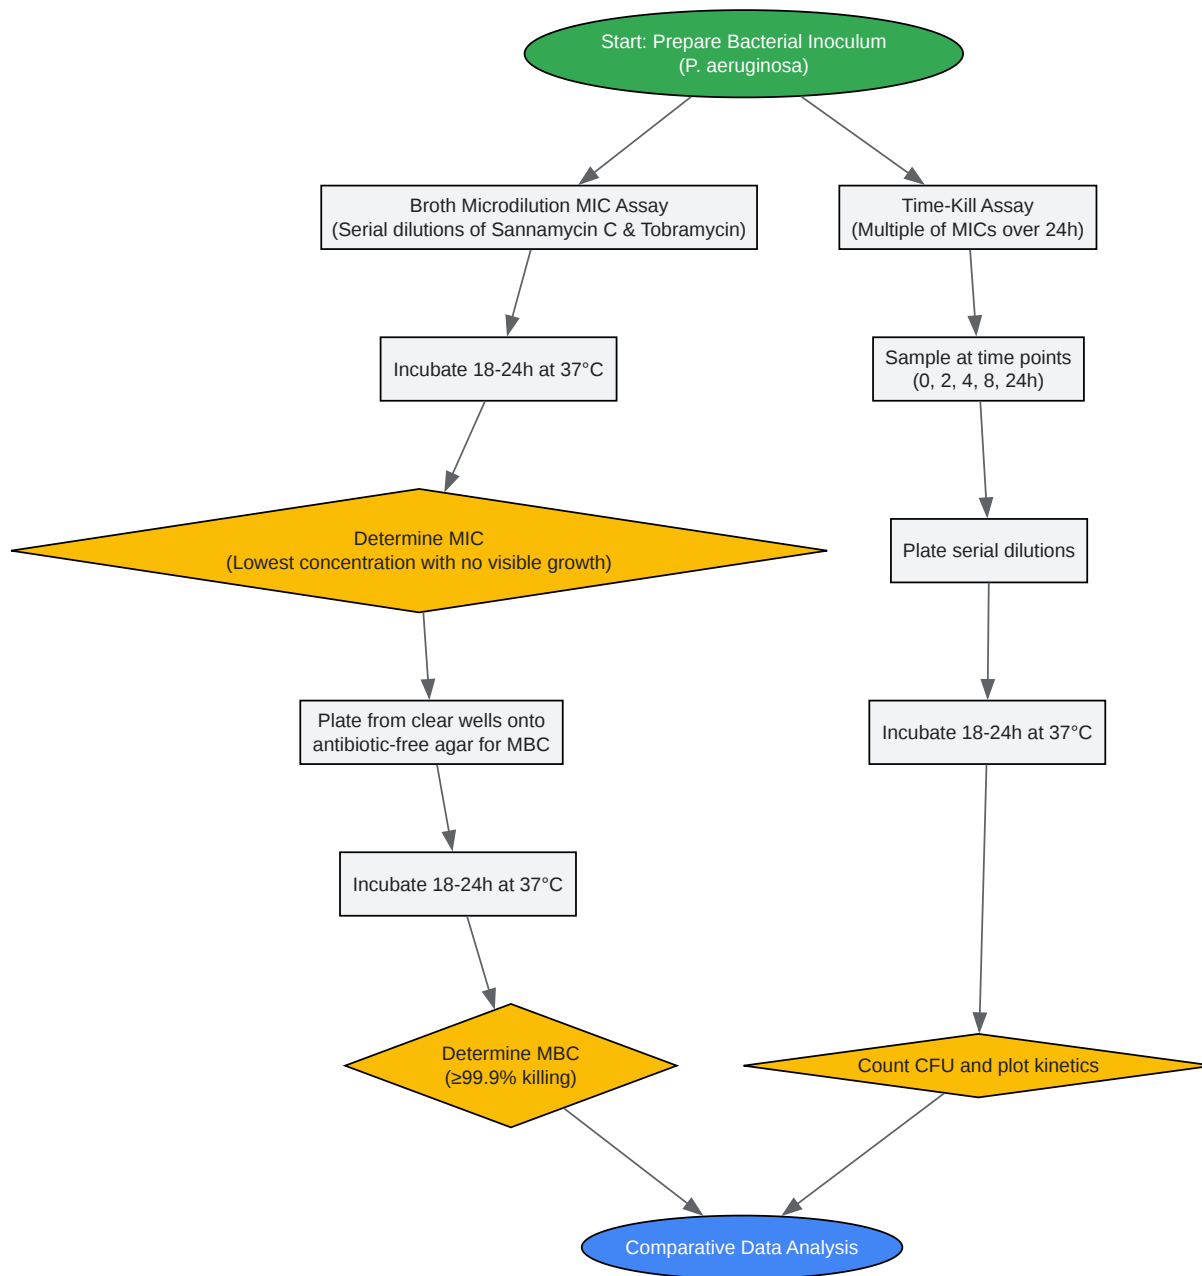 Start: Prepare Bacterial Inoculum
(P. aeruginosa)
Broth Microdilution MIC Assay
(Serial dilutions of Sannamycin C & Tobramycin)
Time-Kill Assay
(Multiple of MICs over 24h)
Incubate 18-24h at 37°C
Sample at time points
(0, 2, 4, 8, 24h)
Determine MIC
(Lowest concentration with no visible growth)
Plate serial dilutions
Plate from clear wells onto
antibiotic-free agar for MBC
Incubate 18-24h at 37°C
Incubate 18-24h at 37°C
Determine MBC
(≥99.9% killing)
Count CFU and plot kinetics
Comparative Data Analysis